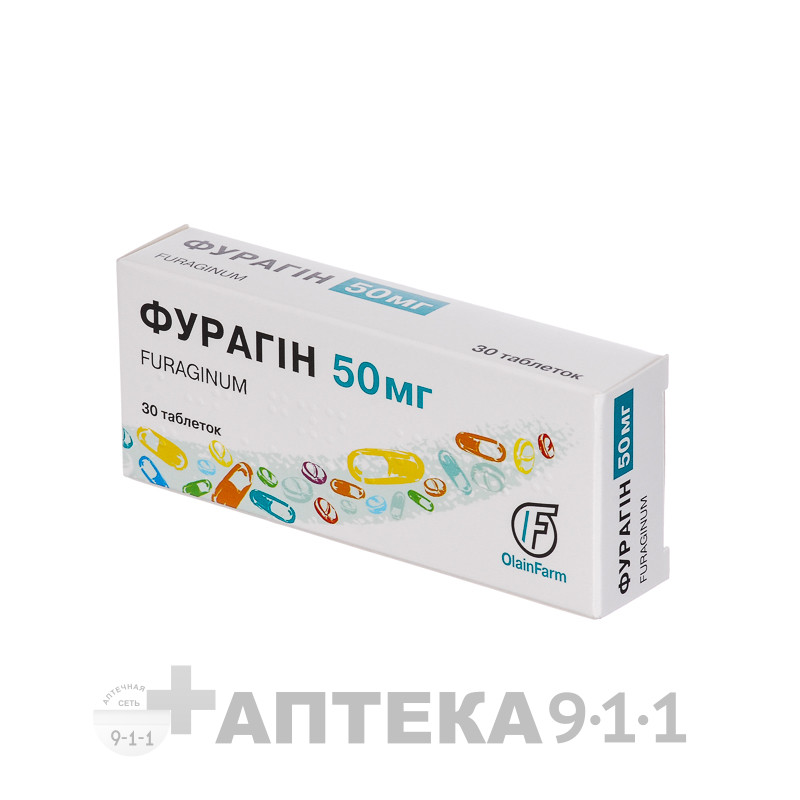 ФУРАГІН 50мг
FURAGINUM
30 таблеток
ФУРАГІН 50мг
FURAGINUM
30 таблеток
OlainFarm
ФУРАГІН 50мг
FURAGINUM
АПТЕЧНАЯ
СЕТЬ
9-1-1
АПТЕКА 9·1·1